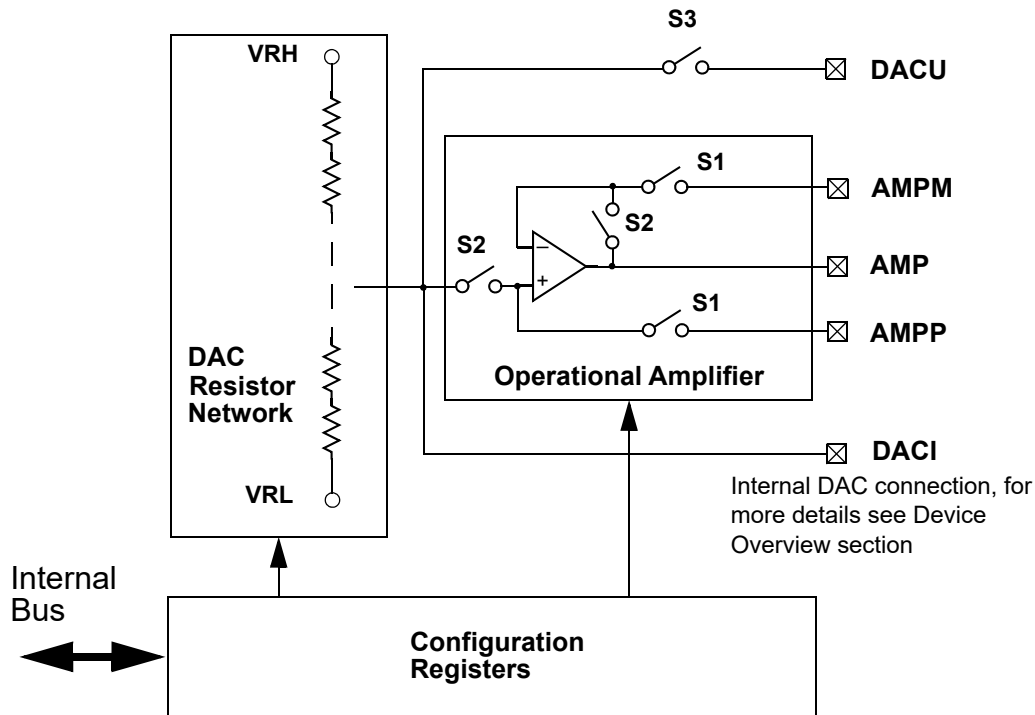 S3
VRH
DACU
S1
AMPM
S2
S2
−
AMP
+
S1
AMPP
DAC
Resistor
Network
Operational Amplifier
DACI
VRL
Internal DAC connection, for
more details see Device
Overview section
Internal
Bus
Configuration
Registers